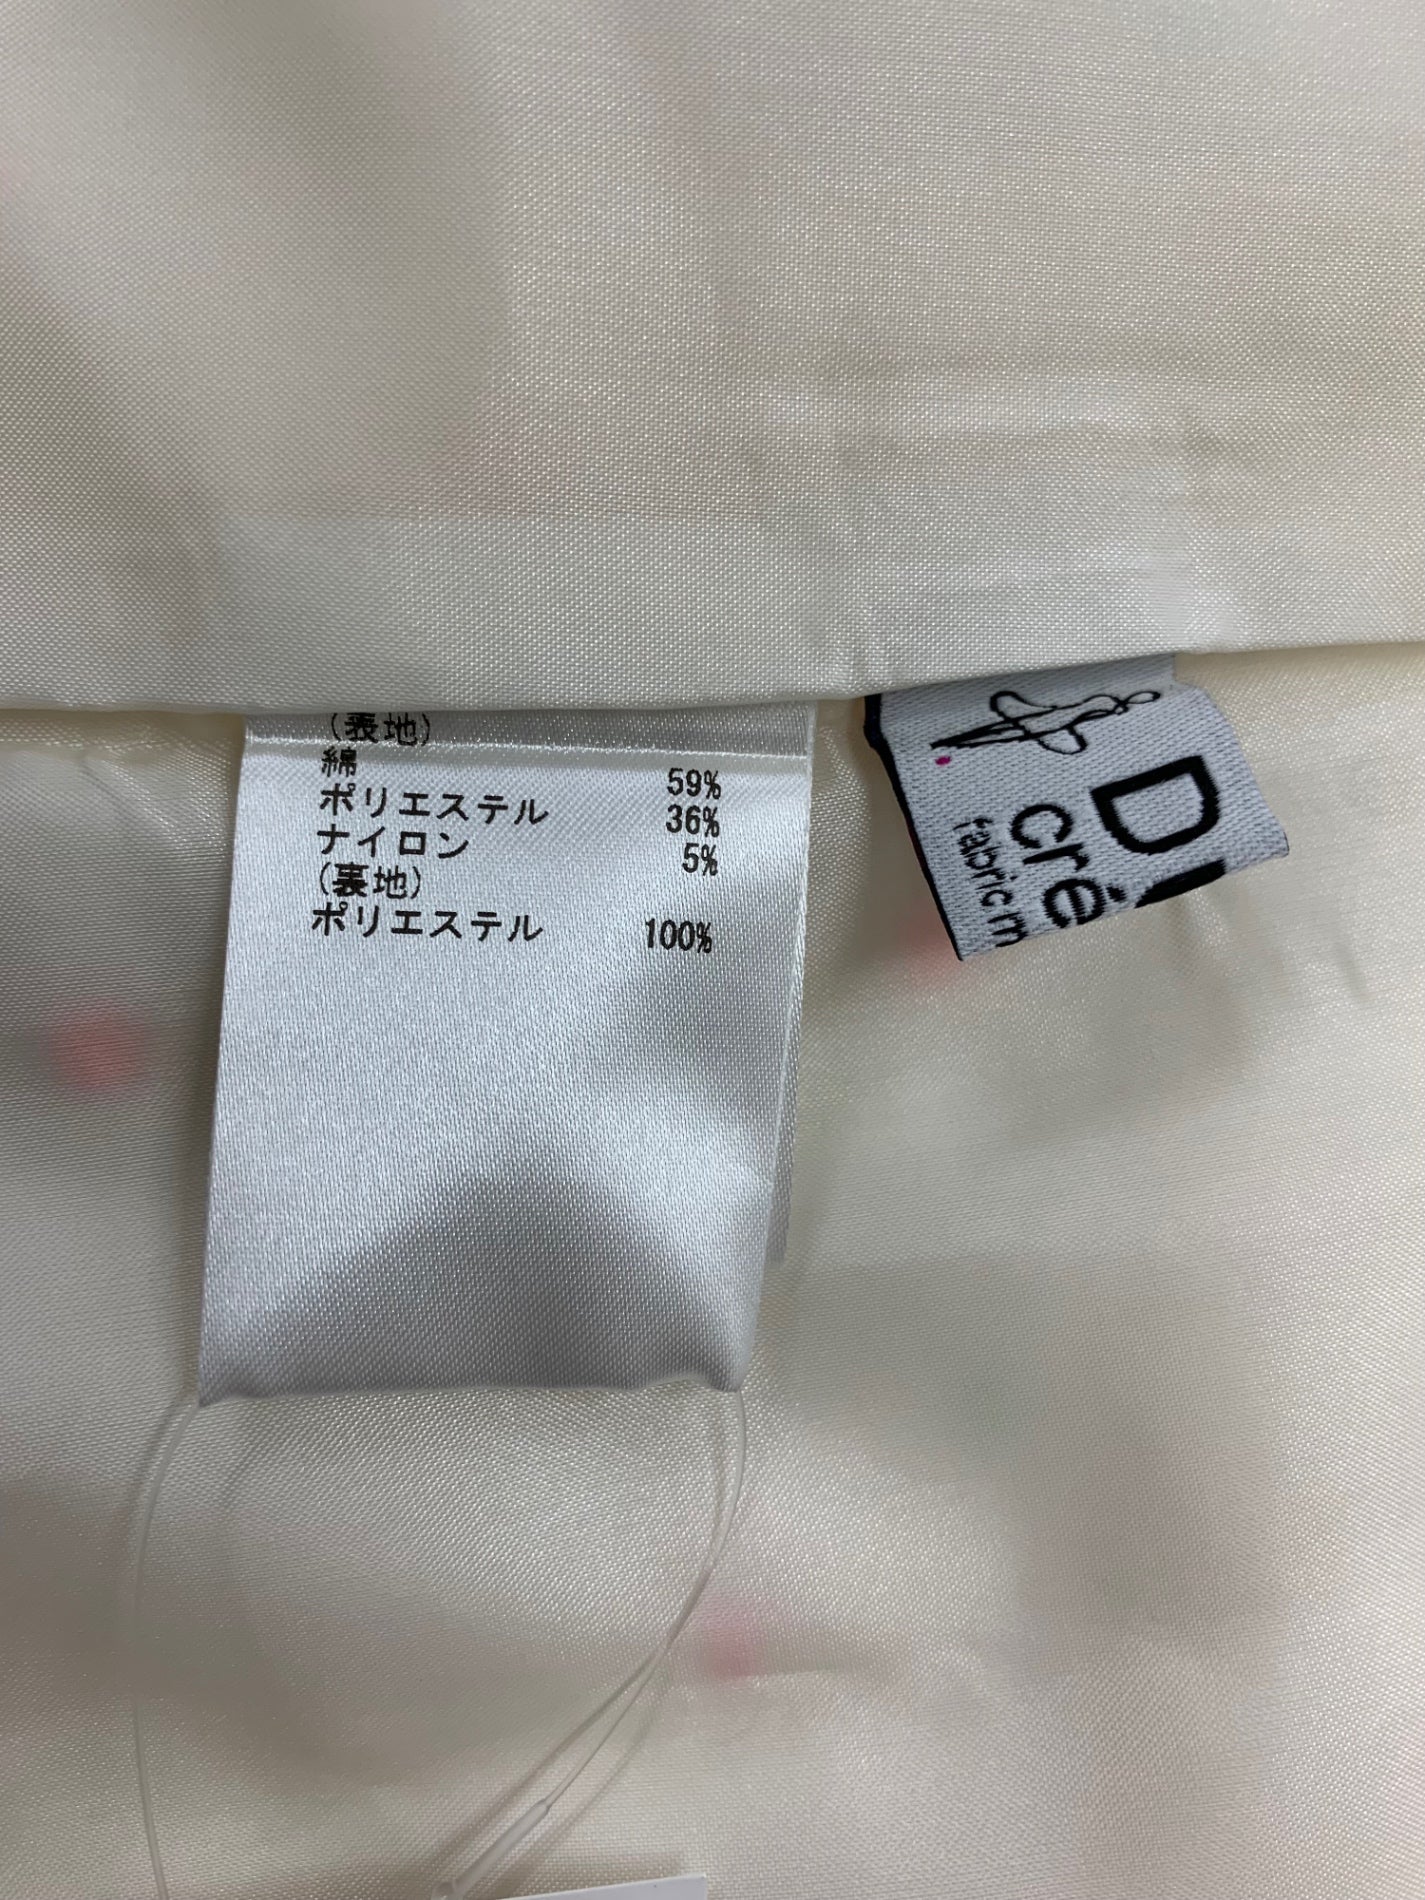 (表地)
綿 59%
ポリエステル 36%
ナイロン 5%
(裏地)
ポリエステル 100%
cré
fabric